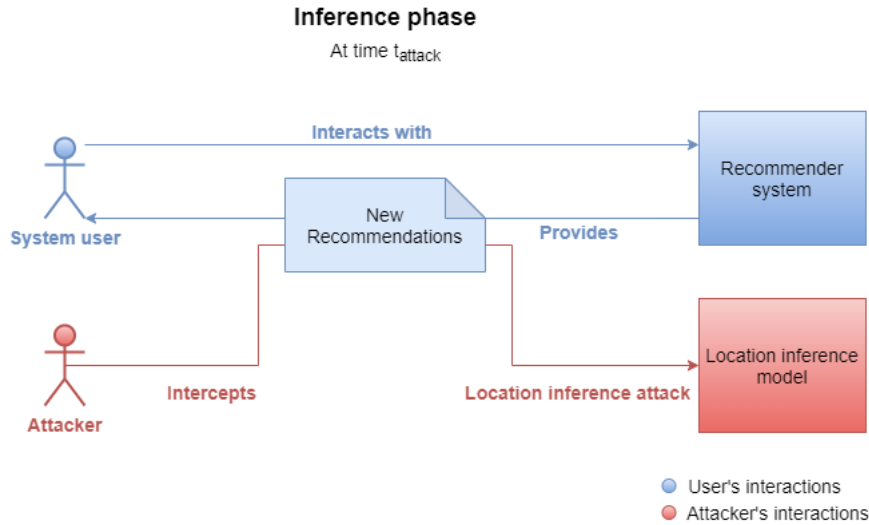 Inference phase
At time tattack
Interacts with
Recommender
system
New
Recommendations
System user
Provides
Location inference
model
Intercepts
Location inference attack
Attacker
User's interactions
Attacker's interactions